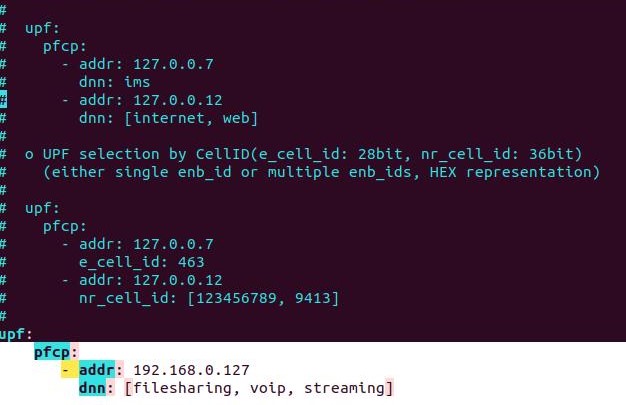 #
#  upf:
#    pfcp:
#      - addr: 127.0.0.7
#        dnn: ims
#      - addr: 127.0.0.12
#        dnn: [internet, web]
#
#  o UPF selection by CellID(e_cell_id: 28bit, nr_cell_id: 36bit)
#    (either single enb_id or multiple enb_ids, HEX representation)
#
#  upf:
#    pfcp:
#      - addr: 127.0.0.7
#        e_cell_id: 463
#      - addr: 127.0.0.12
#        nr_cell_id: [123456789, 9413]
#
upf:
    pfcp:
       - addr: 192.168.0.127
         dnn: [filesharing, voip, streaming]